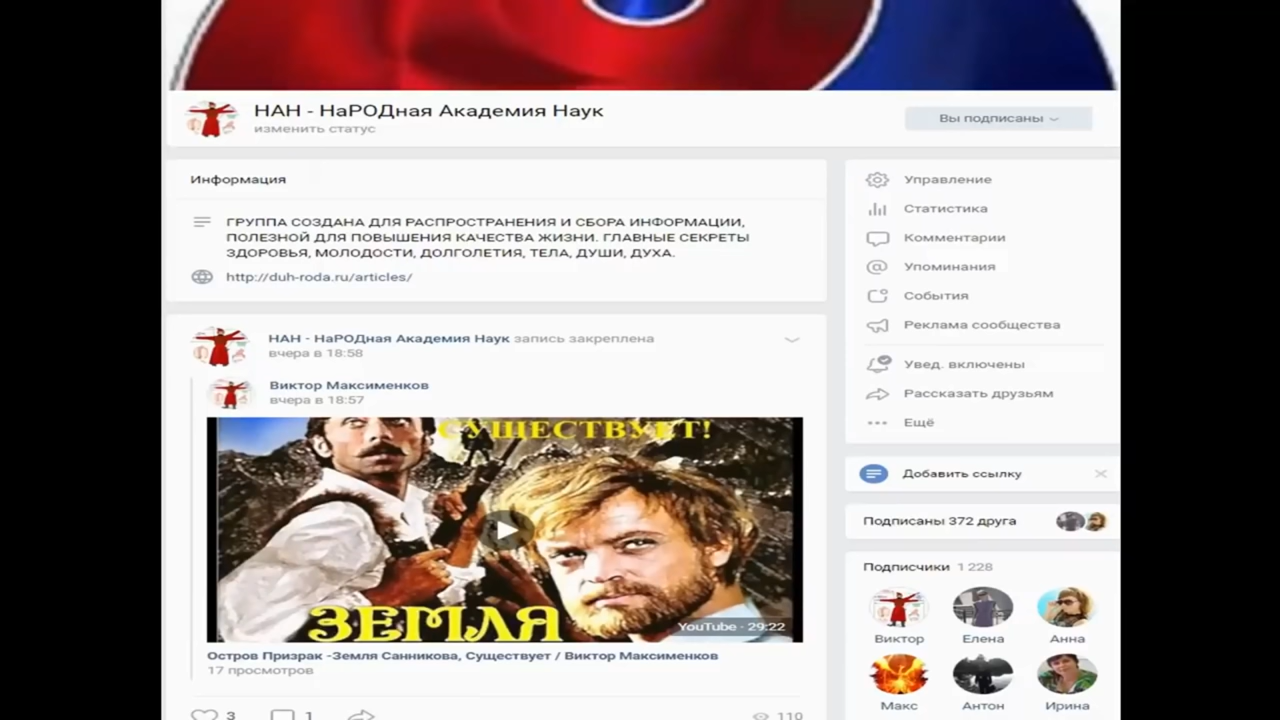 НАН - НаРОДная Академия Наук
изменить статус
Вы подписаны
Информация
ГРУППА СОЗДАНА ДЛЯ РАСПРОСТРАНЕНИЯ И СБОРА ИНФОРМАЦИИ,
ПОЛЕЗНОЙ ДЛЯ ПОВЫШЕНИЯ КАЧЕСТВА ЖИЗНИ. ГЛАВНЫЕ СЕКРЕТЫ
ЗДОРОВЬЯ, МОЛОДОСТИ, ДОЛГОЛЕТИЯ, ТЕЛА, ДУШИ, ДУХА.
http://duh-roda.ru/articles/
НАН - НаРОДная Академия Наук запись закреплена
вчера в 18:58
Виктор Максименков
вчера в 18:57
СУЩЕСТВУЕТ!
ЗЕМЛЯ
YouTube · 29:22
Остров Призрак -Земля Санникова, Существует / Виктор Максименков
17 просмотров
3 1 110
Управление
Статистика
Комментарии
Упоминания
События
Реклама сообщества
Увед. включены
Рассказать друзьям
Ещё
Добавить ссылку
Подписаны 372 друга
Подписчики 1 228
Виктор Елена Анна
Макс Антон Ирина